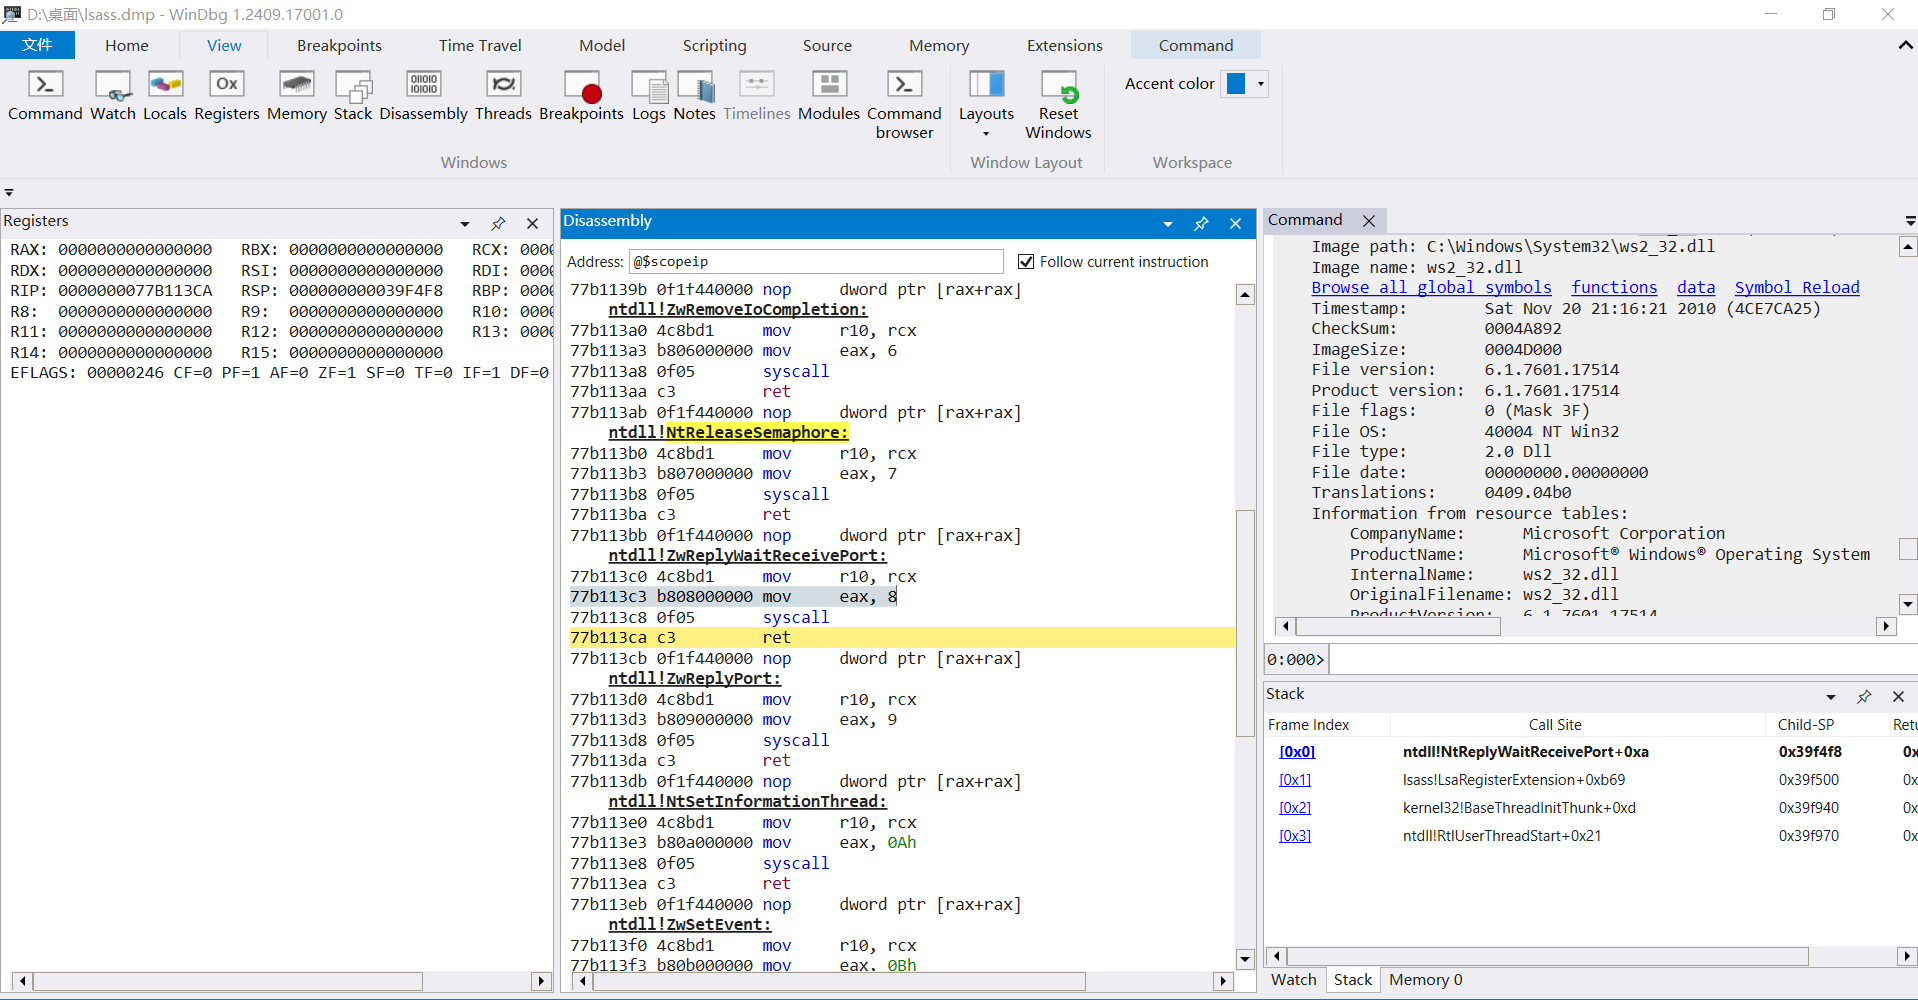 D:\桌面\lsass.dmp - WinDbg 1.2409.17001.0
文件 Home View Breakpoints Time Travel Model Scripting Source Memory Extensions Command
Command Watch Locals Registers Memory Stack Disassembly Threads Breakpoints Logs Notes Timelines Modules Command browser Layouts Reset Windows Accent color
Windows Window Layout Workspace
Registers
RAX: 0000000000000000 RBX: 0000000000000000 RCX: 0000
RDX: 0000000000000000 RSI: 0000000000000000 RDI: 0000
RIP: 0000000077B113CA RSP: 000000000039F4F8 RBP: 0000
R8: 0000000000000000 R9: 0000000000000000 R10: 0000
R11: 0000000000000000 R12: 0000000000000000 R13: 0000
R14: 0000000000000000 R15: 0000000000000000
EFLAGS: 00000246 CF=0 PF=1 AF=0 ZF=1 SF=0 TF=0 IF=1 DF=0
Disassembly
Address: @$scopeip Follow current instruction
77b1139b 0f1f440000 nop dword ptr [rax+rax]
ntdll!ZwRemoveIoCompletion:
77b113a0 4c8bd1 mov r10, rcx
77b113a3 b806000000 mov eax, 6
77b113a8 0f05 syscall
77b113aa c3 ret
77b113ab 0f1f440000 nop dword ptr [rax+rax]
ntdll!NtReleaseSemaphore:
77b113b0 4c8bd1 mov r10, rcx
77b113b3 b807000000 mov eax, 7
77b113b8 0f05 syscall
77b113ba c3 ret
77b113bb 0f1f440000 nop dword ptr [rax+rax]
ntdll!ZwReplyWaitReceivePort:
77b113c0 4c8bd1 mov r10, rcx
77b113c3 b808000000 mov eax, 8
77b113c8 0f05 syscall
77b113ca c3 ret
77b113cb 0f1f440000 nop dword ptr [rax+rax]
ntdll!ZwReplyPort:
77b113d0 4c8bd1 mov r10, rcx
77b113d3 b809000000 mov eax, 9
77b113d8 0f05 syscall
77b113da c3 ret
77b113db 0f1f440000 nop dword ptr [rax+rax]
ntdll!NtSetInformationThread:
77b113e0 4c8bd1 mov r10, rcx
77b113e3 b80a000000 mov eax, 0Ah
77b113e8 0f05 syscall
77b113ea c3 ret
77b113eb 0f1f440000 nop dword ptr [rax+rax]
ntdll!ZwSetEvent:
77b113f0 4c8bd1 mov r10, rcx
77b113f3 b80b000000 mov eax, 0Bh
Command
Image path: C:\Windows\System32\ws2_32.dll
Image name: ws2_32.dll
Browse all global symbols functions data Symbol Reload
Timestamp: Sat Nov 20 21:16:21 2010 (4CE7CA25)
CheckSum: 0004A892
ImageSize: 0004D000
File version: 6.1.7601.17514
Product version: 6.1.7601.17514
File flags: 0 (Mask 3F)
File OS: 40004 NT Win32
File type: 2.0 Dll
File date: 00000000.00000000
Translations: 0409.04b0
Information from resource tables:
CompanyName: Microsoft Corporation
ProductName: Microsoft® Windows® Operating System
InternalName: ws2_32.dll
OriginalFilename: ws2_32.dll
ProductVersion: 6.1.7601.17514
0:000>
Stack
Frame Index Call Site Child-SP Retu
[0x0] ntdll!NtReplyWaitReceivePort+0xa 0x39f4f8 0x
[0x1] lsass!LsaRegisterExtension+0xb69 0x39f500 0x
[0x2] kernel32!BaseThreadInitThunk+0xd 0x39f940 0x
[0x3] ntdll!RtlUserThreadStart+0x21 0x39f970 0x
Watch Stack Memory 0